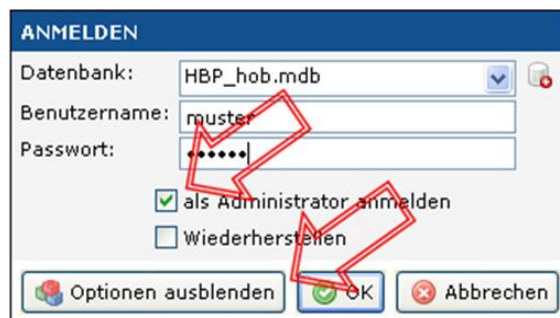 ANMELDEN
Datenbank: HBP_hob.mdb
Benutzername: muster
Passwort: ••••••
als Administrator anmelden
Wiederherstellen
Optionen ausblenden OK Abbrechen